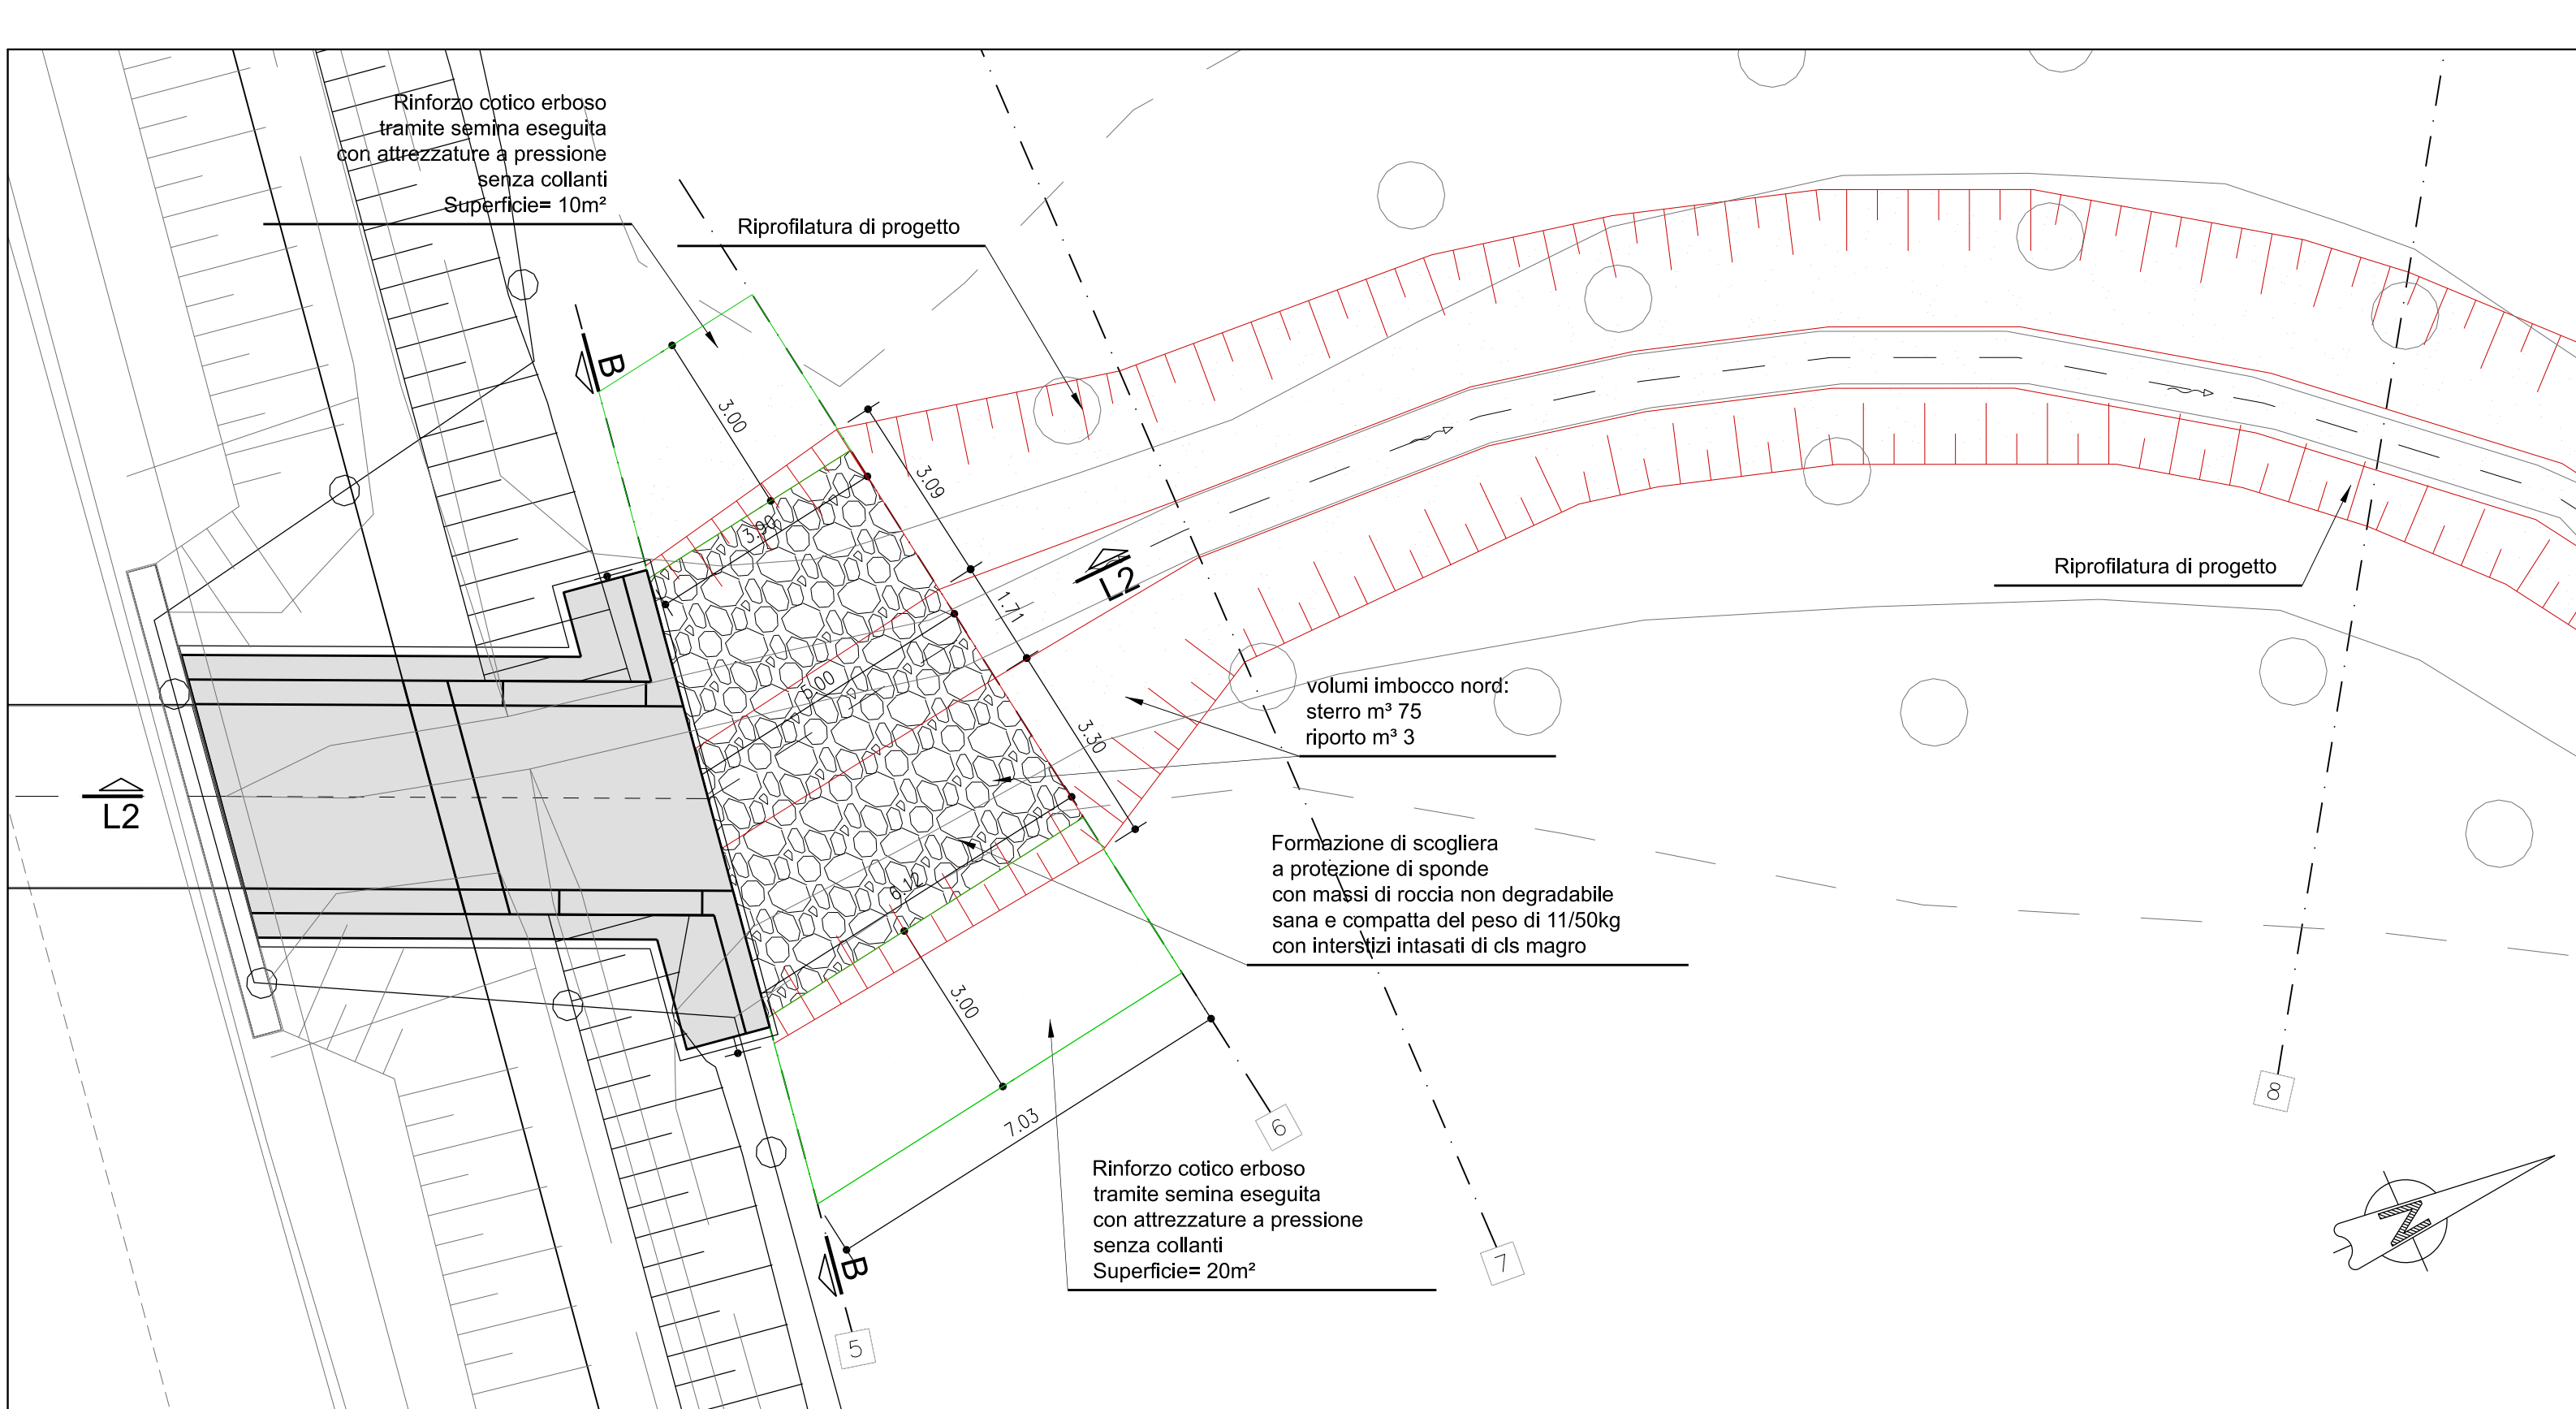 Rinforzo cotico erboso
tramite semina eseguita
con attrezzature a pressione
senza collanti
Superficie= 10m²
Riprofilatura di progetto
B
3.00
3.09
3.90
1.71
L2
5.00
3.30
6.12
Riprofilatura di progetto
volumi imbocco nord:
sterro m³ 75
riporto m³ 3
L2
Formazione di scogliera
a protezione di sponde
con massi di roccia non degradabile
sana e compatta del peso di 11/50kg
con interstizi intasati di cls magro
3.00
7.03
6
8
Rinforzo cotico erboso
tramite semina eseguita
con attrezzature a pressione
senza collanti
Superficie= 20m²
B
7
N
5